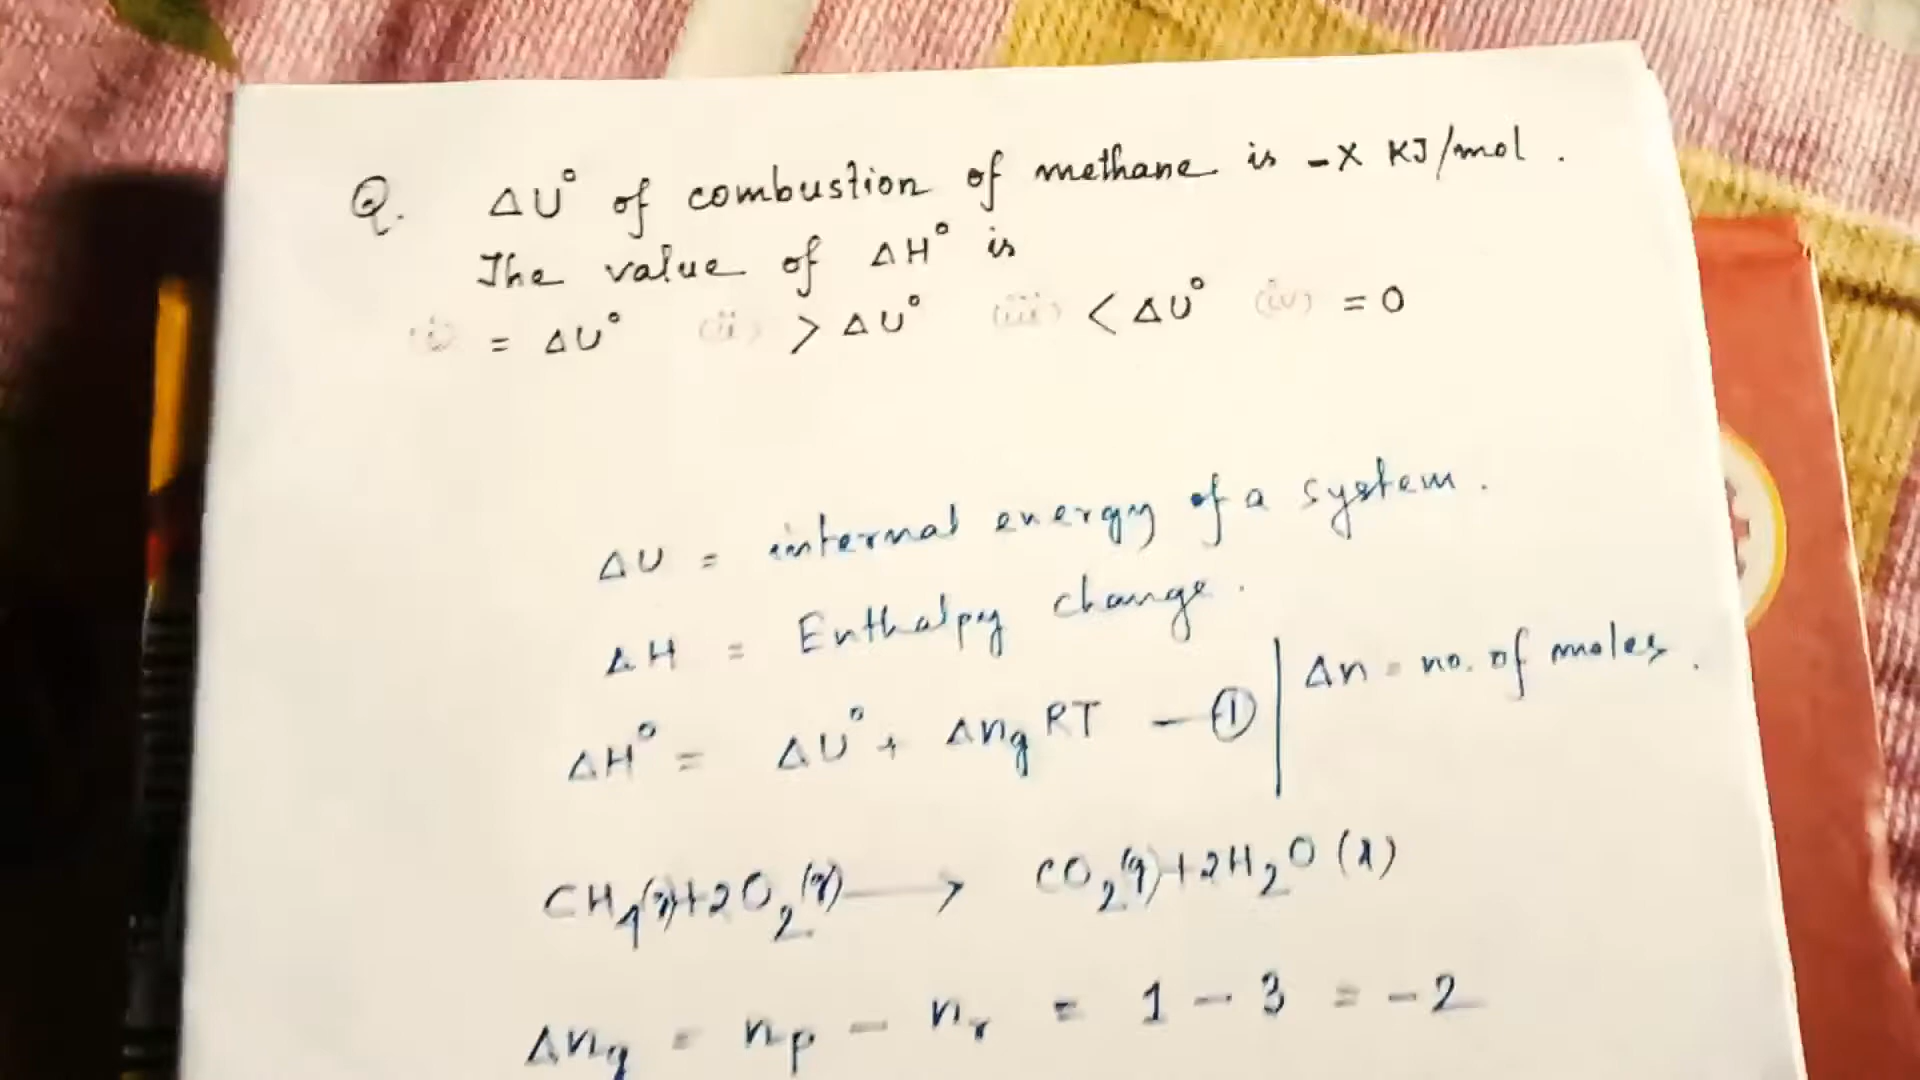 Q. ΔU° of combustion of methane is -X KJ/mol.
The value of ΔH° is
(i) = ΔU° (ii) > ΔU° (iii) < ΔU° (iv) = 0
ΔU = internal energy of a system.
ΔH = Enthalpy change.
ΔH° = ΔU° + Δng RT - ① | Δn = no. of moles.
CH4(g)+2O2(g) → CO2(g)+2H2O(l)
Δng = np - nr = 1 - 3 = -2